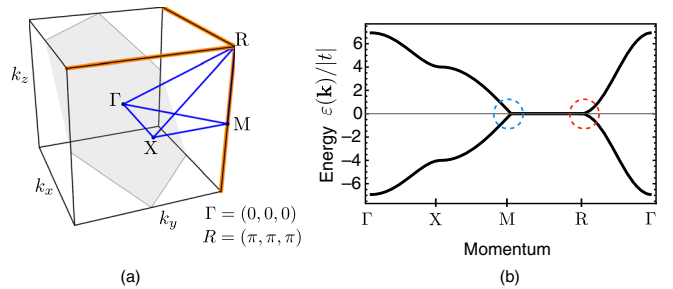 R
k_z
Γ
M
X
k_x
k_y
Γ = (0, 0, 0)
R = (π, π, π)
(a)
Energy ε(k)/|t|
6
4
2
0
−2
−4
−6
Γ X M R Γ
Momentum
(b)